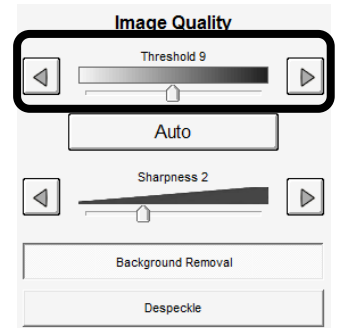 Image Quality
Threshold 9
Auto
Sharpness 2
Background Removal
Despeckle